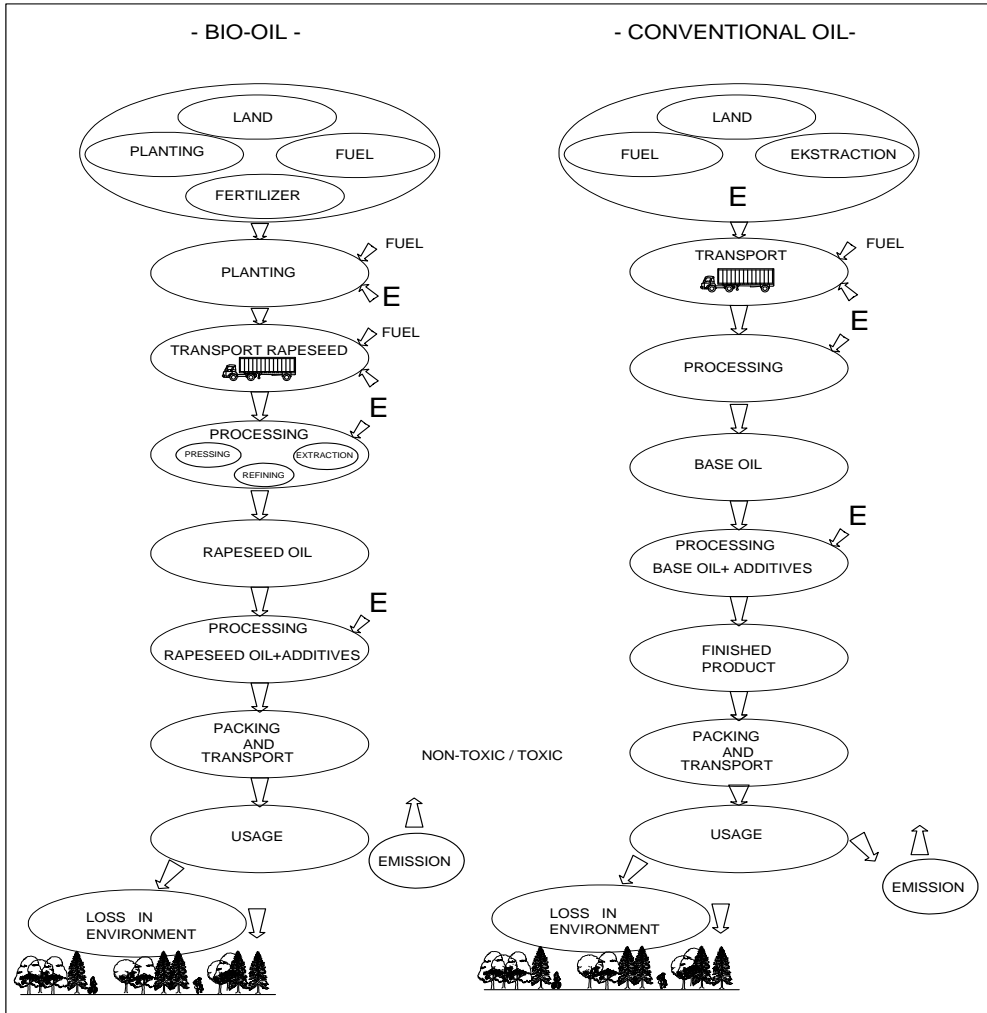 - BIO-OIL -
LAND
PLANTING
FUEL
FERTILIZER
PLANTING
FUEL
E
TRANSPORT RAPESEED
FUEL
E
PROCESSING
PRESSING
EXTRACTION
REFINING
RAPESEED OIL
E
PROCESSING
RAPESEED OIL+ADDITIVES
PACKING
AND
TRANSPORT
USAGE
EMISSION
LOSS IN
ENVIRONMENT
NON-TOXIC / TOXIC
- CONVENTIONAL OIL-
LAND
FUEL
EKSTRACTION
E
TRANSPORT
FUEL
E
PROCESSING
BASE OIL
E
PROCESSING
BASE OIL+ ADDITIVES
FINISHED
PRODUCT
PACKING
AND
TRANSPORT
USAGE
EMISSION
LOSS IN
ENVIRONMENT